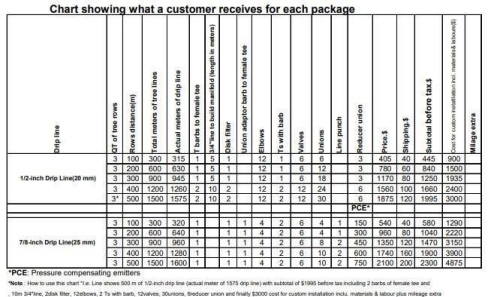 Chart showing what a customer receives for each package
Drip line
QT of tree rows
Rows distance(m)
Total meters of tree lines
Actual meters of drip line
T barbs to female tee
3/4"tme to build manifold (length in meters)
Disk filter
Union adaptor barb to female tee
Elbows
Ts with barb
Valves
Unions
Line punch
Reducer union
Price.$
Shipping.$
Subtotal before tax.$
Cost for custom installation incl. materials & labours($)
Milage extra
3 100 300 315 1 5 1 12 1 6 6 3 405 40 445 900
3 200 600 630 1 5 1 12 1 6 12 3 780 60 840 1500
1/2-inch Drip Line(20 mm) 3 300 900 945 1 5 1 12 1 6 18 3 1170 80 1250 1935
3 400 1200 1260 2 10 2 12 2 12 24 6 1560 100 1660 2400
3* 500 1500 1575 2 10 2 12 2 12 30 6 1875 120 1995 3000
PCE*
3 100 300 320 1 1 1 4 2 6 4 1 150 540 40 580 1290
3 200 600 640 1 1 1 4 2 6 4 1 300 960 80 1040 2220
7/8-inch Drip Line(25 mm) 3 300 900 960 1 1 1 4 2 6 8 2 450 1350 120 1470 3150
3 400 1200 1280 1 1 1 4 2 6 10 2 600 1740 160 1900 3900
3 500 1500 1600 1 1 1 4 2 6 10 2 750 2100 200 2300 4875
*PCE: Pressure compensating emitters
*Note : How to use this chart *i.e: Line shows 500 m of 1/2-inch drip line (actual meter of 1575 drip line) with subtotal of $1995 before tax including 2 barbs of female tee and
, 10m 3/4"line, 2disk filter, 12elbows, 2 Ts with barb, 12valves, 30unions, 6reducer union and finally $3000 cost for custom installation inclu. materials & labour plus mileage extra